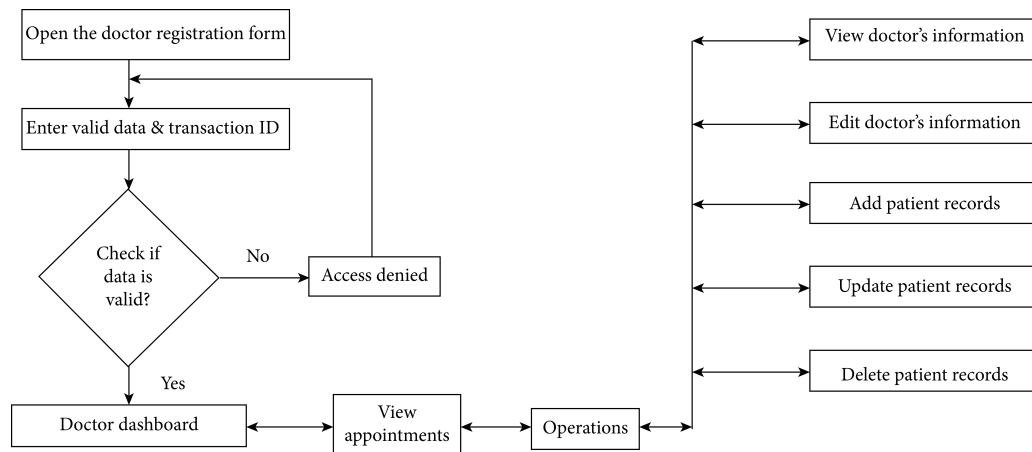 Open the doctor registration form
Enter valid data & transaction ID
Check if
data is
valid?
No
Access denied
Yes
Doctor dashboard
View
appointments
Operations
View doctor’s information
Edit doctor’s information
Add patient records
Update patient records
Delete patient records